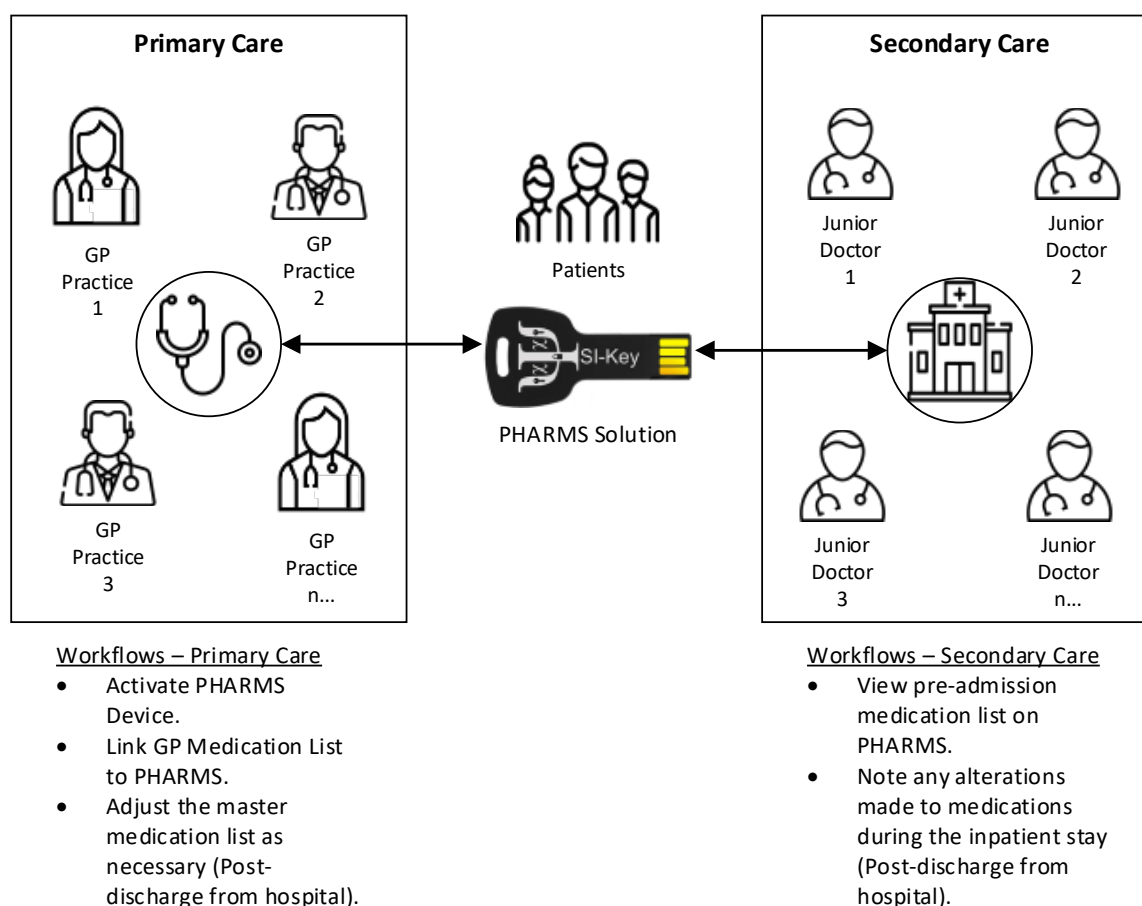 Primary Care
GP
Practice
1
GP
Practice
2
GP
Practice
3
GP
Practice
n...
Patients
SI-Key
PHARMS Solution
Secondary Care
Junior
Doctor
1
Junior
Doctor
2
Junior
Doctor
3
Junior
Doctor
n...
Workflows – Primary Care
• Activate PHARMS
Device.
• Link GP Medication List
to PHARMS.
• Adjust the master
medication list as
necessary (Post-
discharge from hospital).
Workflows – Secondary Care
• View pre-admission
medication list on
PHARMS.
• Note any alterations
made to medications
during the inpatient stay
(Post-discharge from
hospital).